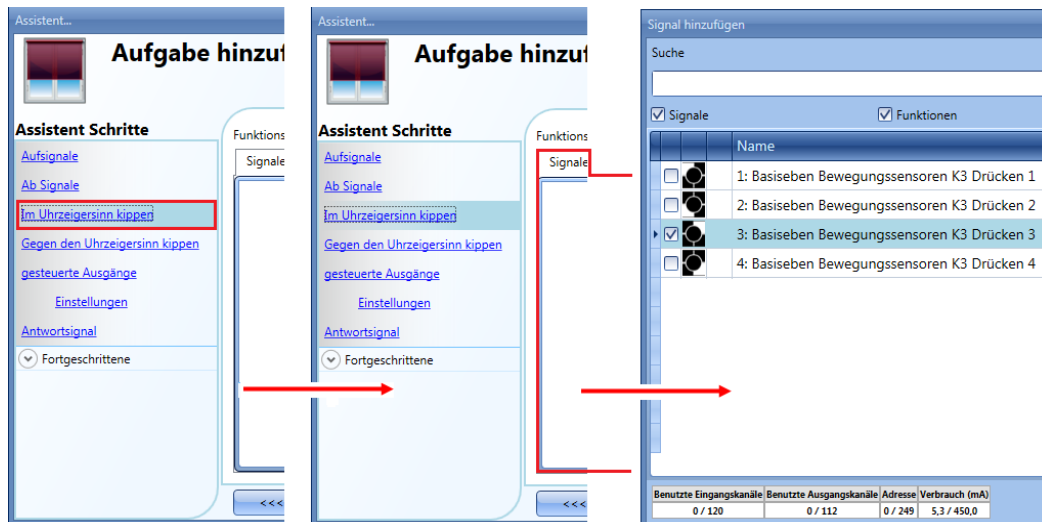 Assistent...
Aufgabe hinzuf
Assistent Schritte
Aufsignale
Ab Signale
Im Uhrzeigersinn kippen
Gegen den Uhrzeigersinn kippen
gesteuerte Ausgänge
Einstellungen
Antwortsignal
Fortgeschrittene
Funktions
Signale
<<<
Assistent...
Aufgabe hinzuf
Assistent Schritte
Aufsignale
Ab Signale
Im Uhrzeigersinn kippen
Gegen den Uhrzeigersinn kippen
gesteuerte Ausgänge
Einstellungen
Antwortsignal
Fortgeschrittene
Funktions
Signale
<<<
Signal hinzufügen
Suche
Signale Funktionen
Name
1: Basiseben Bewegungssensoren K3 Drücken 1
2: Basiseben Bewegungssensoren K3 Drücken 2
3: Basiseben Bewegungssensoren K3 Drücken 3
4: Basiseben Bewegungssensoren K3 Drücken 4
Benutzte Eingangskanäle Benutzte Ausgangskanäle Adresse Verbrauch (mA)
0 / 120 0 / 112 0 / 249 5,3 / 450,0